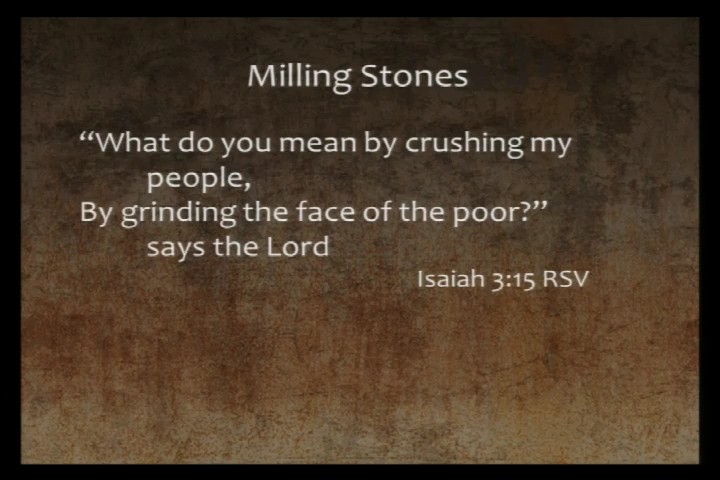 Milling Stones
“What do you mean by crushing my
people,
By grinding the face of the poor?”
says the Lord
Isaiah 3:15 RSV